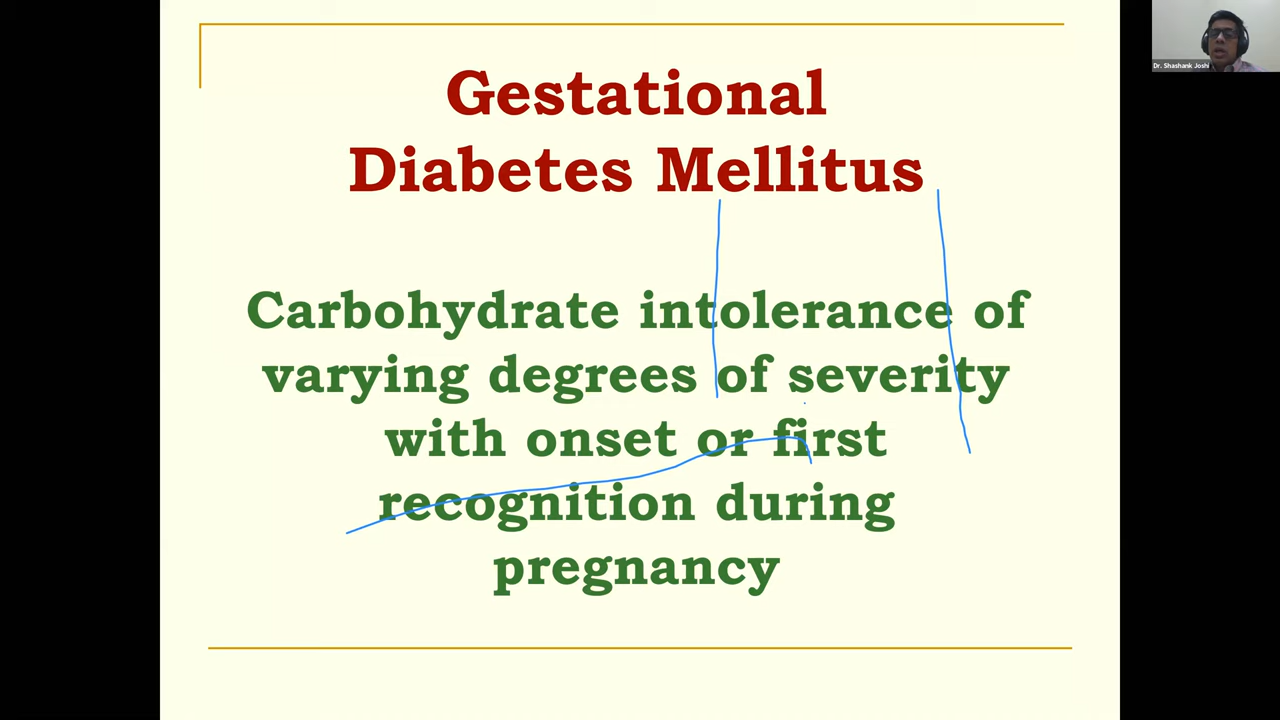 Dr. Shashank Joshi
Gestational
Diabetes Mellitus
Carbohydrate intolerance of
varying degrees of severity
with onset or first
recognition during
pregnancy